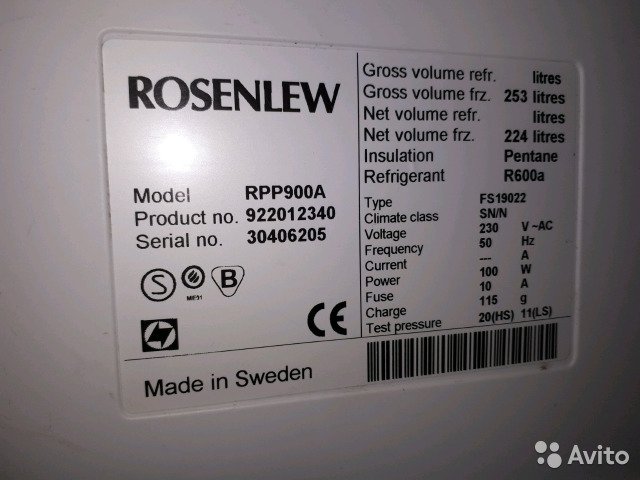 ROSENLEW
Model RPP900A
Product no. 922012340
Serial no. 30406205
S
B
CE
Made in Sweden
Gross volume refr. litres
Gross volume frz. 253 litres
Net volume refr. litres
Net volume frz. 224 litres
Insulation Pentane
Refrigerant R600a
Type FS19022
Climate class SN/N
Voltage 230 V ~AC
Frequency 50 Hz
Current --- A
Power 100 W
Fuse 10 A
Charge 115 g
Test pressure 20(HS) 11(LS)
Avito